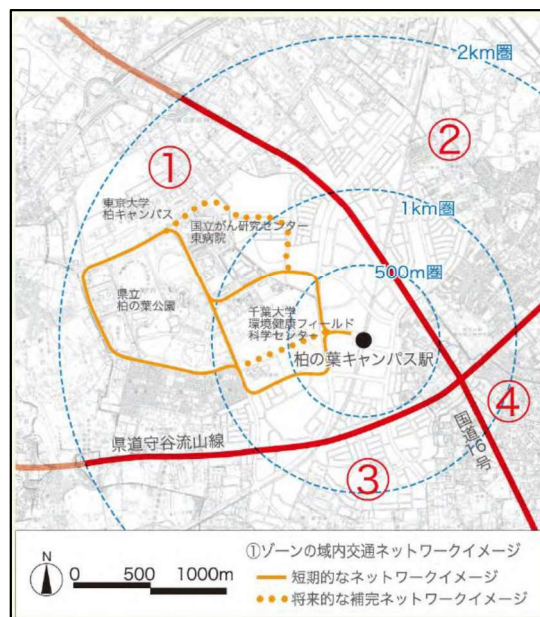 2km圏
②
①
1km圏
東京大学
柏キャンパス
国立がん研究センター
東病院
500m圏
県立
柏の葉公園
千葉大学
環境健康フィールド
科学センター
柏の葉キャンパス駅
④
国道16号
県道守谷流山線
③
①ゾーンの域内交通ネットワークイメージ
N
0 500 1000m
短期的なネットワークイメージ
将来的な補完ネットワークイメージ